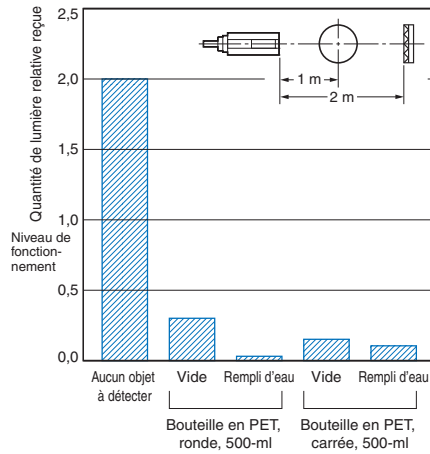 Quantité de lumière relative reçue
2,5
2,0
1,5
1,0
Niveau de
fonction-
nement
0,5
0,0
1 m
2 m
Aucun objet
à détecter
Vide
Rempli d'eau
Vide
Rempli d'eau
Bouteille en PET,
ronde, 500-ml
Bouteille en PET,
carrée, 500-ml